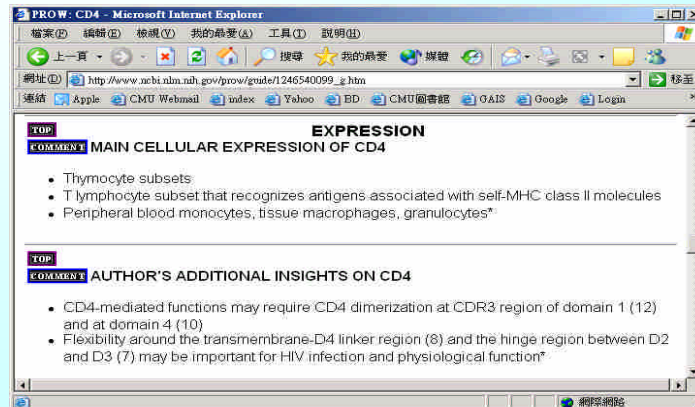 PROW: CD4 - Microsoft Internet Explorer
檔案(F) 編輯(E) 檢視(V) 我的最愛(A) 工具(T) 說明(H)
上一頁 搜尋 我的最愛 媒體
網址(D) http://www.ncbi.nlm.nih.gov/prow/guide/1246540099_g.htm 移至
連結 Apple CMU Webmail index Yahoo BD CMU圖書館 GAIS Google Login »
TOP EXPRESSION
COMMENT MAIN CELLULAR EXPRESSION OF CD4
• Thymocyte subsets
• T lymphocyte subset that recognizes antigens associated with self-MHC class II molecules
• Peripheral blood monocytes, tissue macrophages, granulocytes*
TOP
COMMENT AUTHOR'S ADDITIONAL INSIGHTS ON CD4
• CD4-mediated functions may require CD4 dimerization at CDR3 region of domain 1 (12)
and at domain 4 (10)
• Flexibility around the transmembrane-D4 linker region (8) and the hinge region between D2
and D3 (7) may be important for HIV infection and physiological function*
網際網路